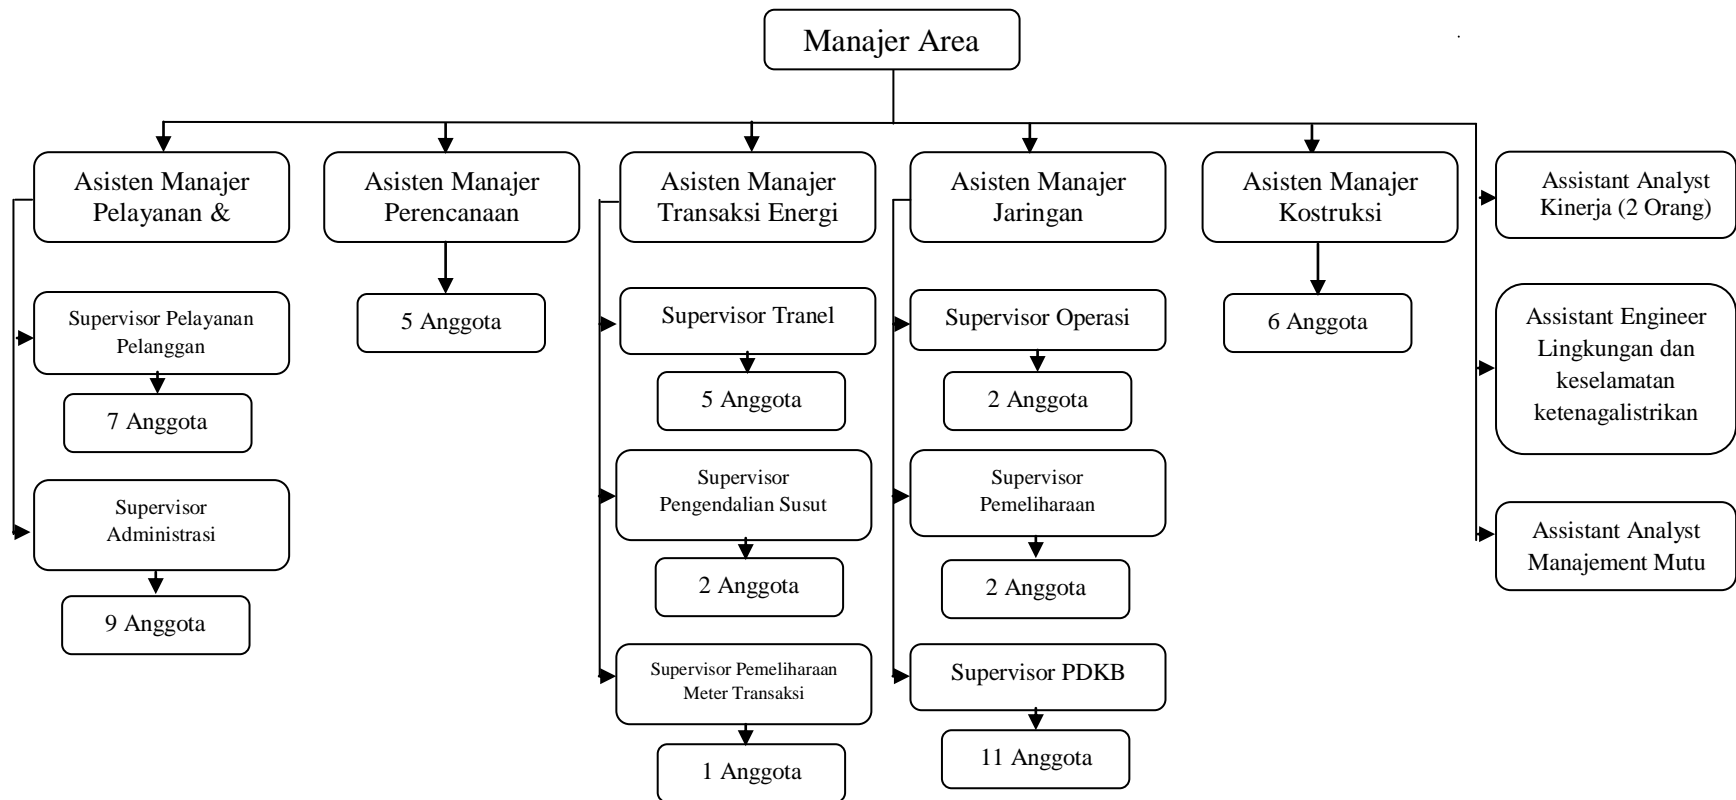 Manajer Area
Asisten Manajer
Pelayanan &
Asisten Manajer
Perencanaan
Asisten Manajer
Transaksi Energi
Asisten Manajer
Jaringan
Asisten Manajer
Kostruksi
Assistant Analyst
Kinerja (2 Orang)
Supervisor Pelayanan
Pelanggan
7 Anggota
Supervisor
Administrasi
9 Anggota
5 Anggota
Supervisor Tranel
5 Anggota
Supervisor
Pengendalian Susut
2 Anggota
Supervisor Pemeliharaan
Meter Transaksi
1 Anggota
Supervisor Operasi
2 Anggota
Supervisor
Pemeliharaan
2 Anggota
Supervisor PDKB
11 Anggota
6 Anggota
Assistant Engineer
Lingkungan dan
keselamatan
ketenagalistrikan
Assistant Analyst
Manajement Mutu